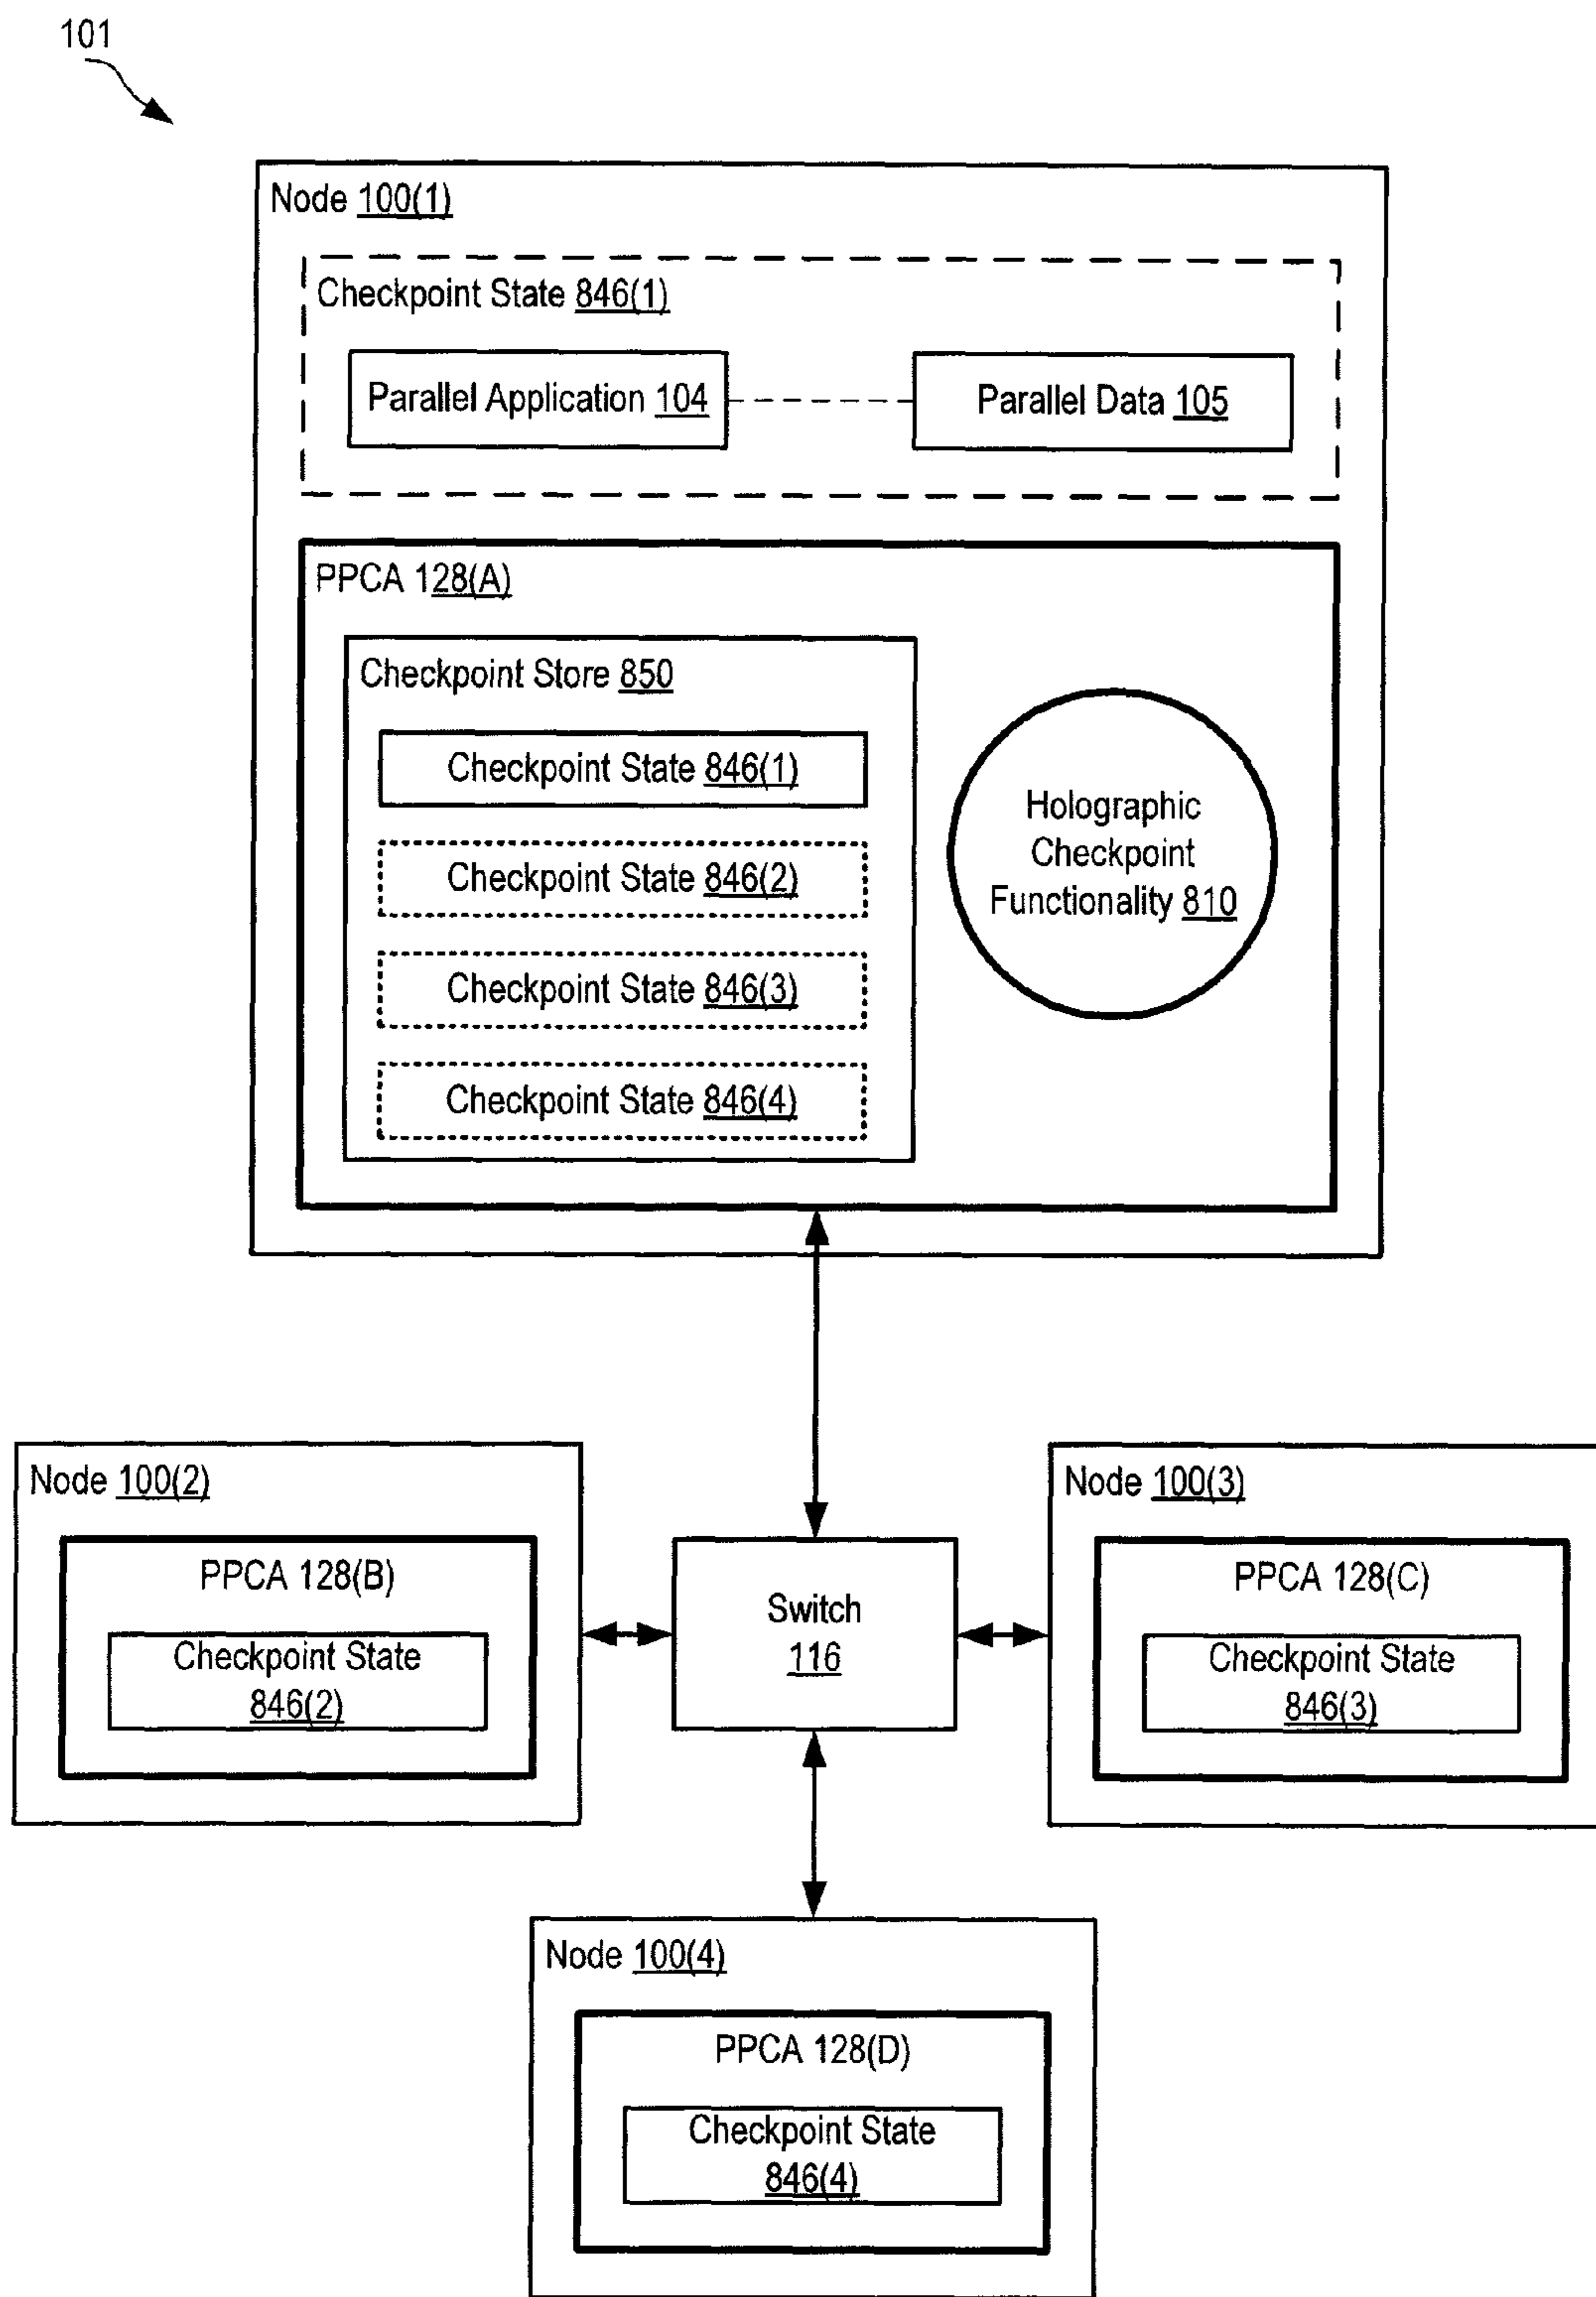 101
Node 100(1)
Checkpoint State 846(1)
Parallel Application 104
Parallel Data 105
PPCA 128(A)
Checkpoint Store 850
Checkpoint State 846(1)
Checkpoint State 846(2)
Checkpoint State 846(3)
Checkpoint State 846(4)
Holographic
Checkpoint
Functionality 810
Node 100(2)
PPCA 128(B)
Checkpoint State
846(2)
Switch
116
Node 100(3)
PPCA 128(C)
Checkpoint State
846(3)
Node 100(4)
PPCA 128(D)
Checkpoint State
846(4)